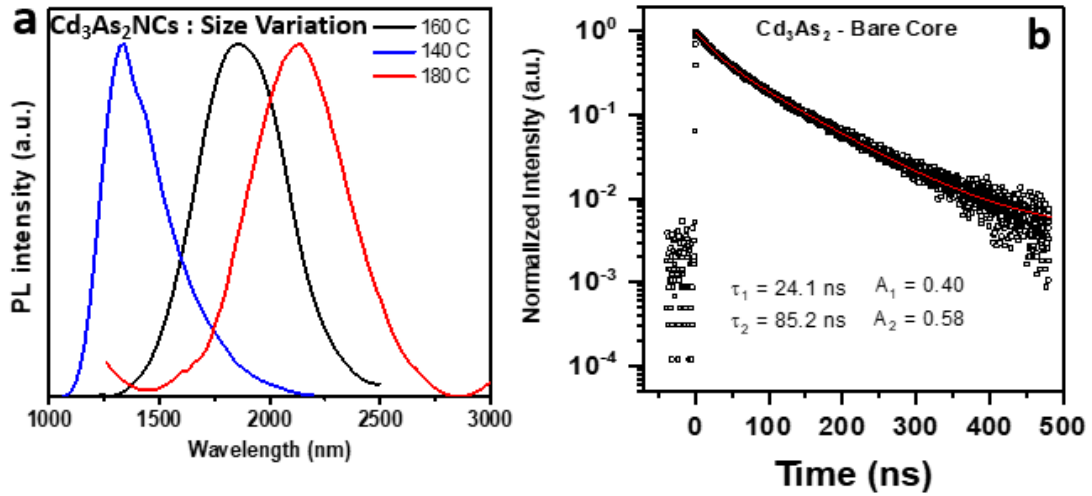 a
Cd₃As₂NCs : Size Variation
160 C
140 C
180 C
PL intensity (a.u.)
1000 1500 2000 2500 3000
Wavelength (nm)
b
Cd₃As₂ - Bare Core
Normalized Intensity (a.u.)
10⁰
10⁻¹
10⁻²
10⁻³
10⁻⁴
τ₁ = 24.1 ns A₁ = 0.40
τ₂ = 85.2 ns A₂ = 0.58
0 100 200 300 400 500
Time (ns)